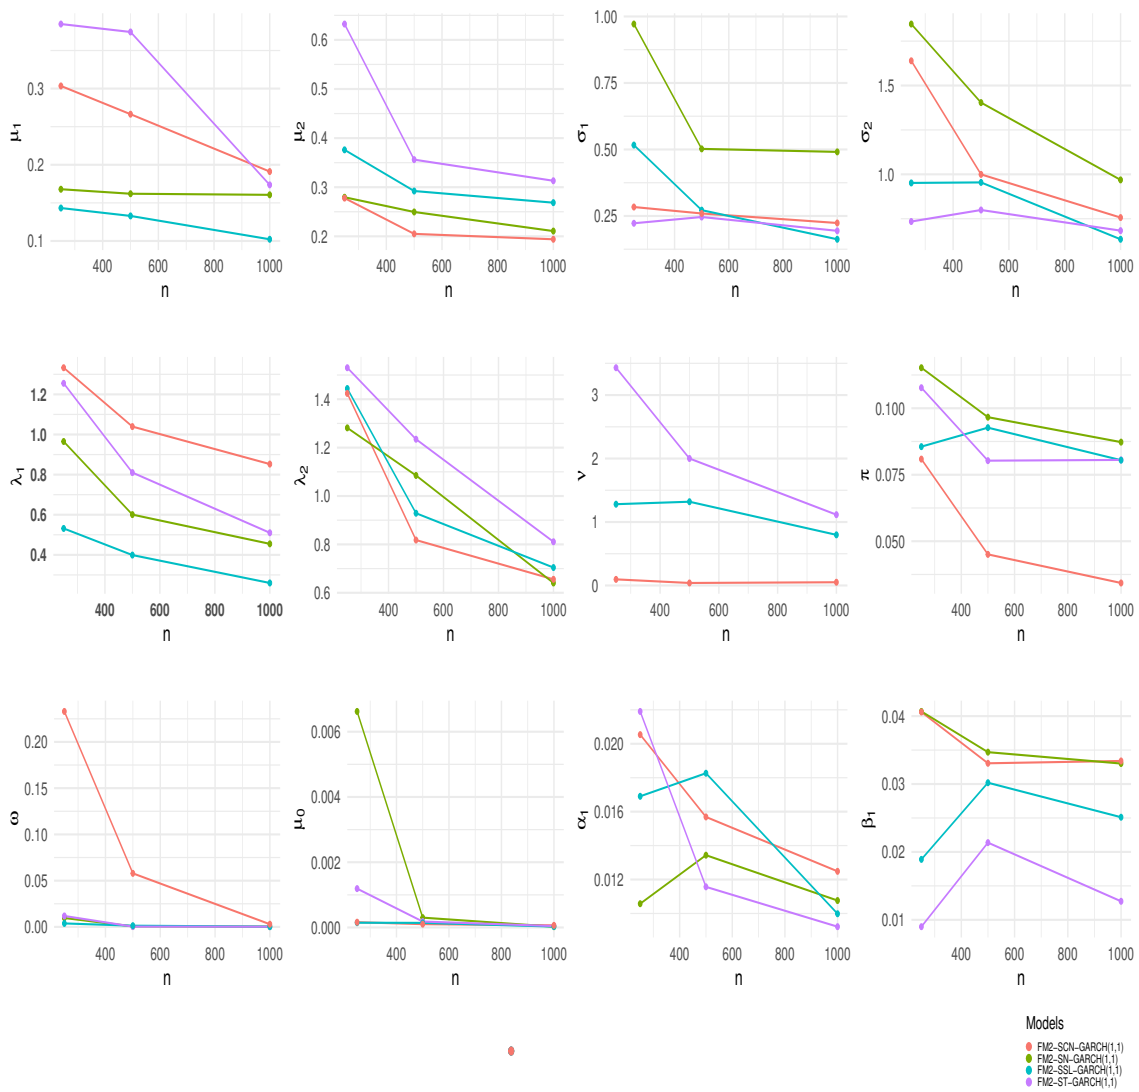 μ1
0.3
0.2
0.1
400 600 800 1000
n
μ2
0.6
0.5
0.4
0.3
0.2
400 600 800 1000
n
σ1
1.00
0.75
0.50
0.25
400 600 800 1000
n
σ2
1.5
1.0
400 600 800 1000
n
λ1
1.2
1.0
0.8
0.6
0.4
400 600 800 1000
n
λ2
1.4
1.2
1.0
0.8
0.6
400 600 800 1000
n
ν
3
2
1
0
400 600 800 1000
n
π
0.100
0.075
0.050
400 600 800 1000
n
ω
0.20
0.15
0.10
0.05
0.00
400 600 800 1000
n
μ0
0.006
0.004
0.002
0.000
400 600 800 1000
n
α1
0.020
0.016
0.012
400 600 800 1000
n
β1
0.04
0.03
0.02
0.01
400 600 800 1000
n
Models
FM2−SCN−GARCH(1,1)
FM2−SN−GARCH(1,1)
FM2−SSL−GARCH(1,1)
FM2−ST−GARCH(1,1)